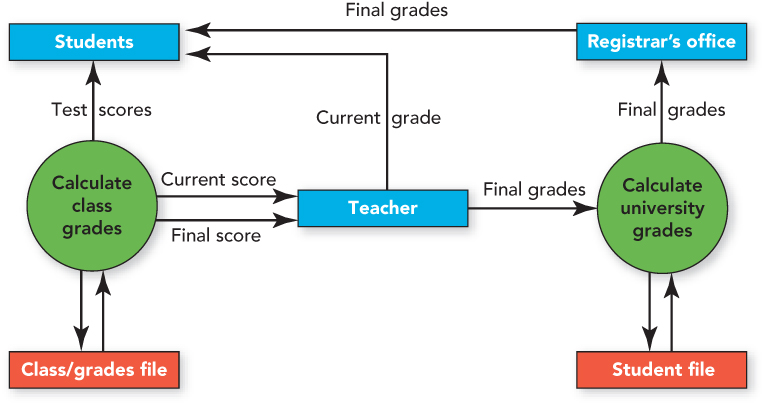 Final grades
Students
Registrar's office
Test scores
Current grade
Final grades
Calculate
class
grades
Current score
Final score
Teacher
Final grades
Calculate
university
grades
Class/grades file
Student file